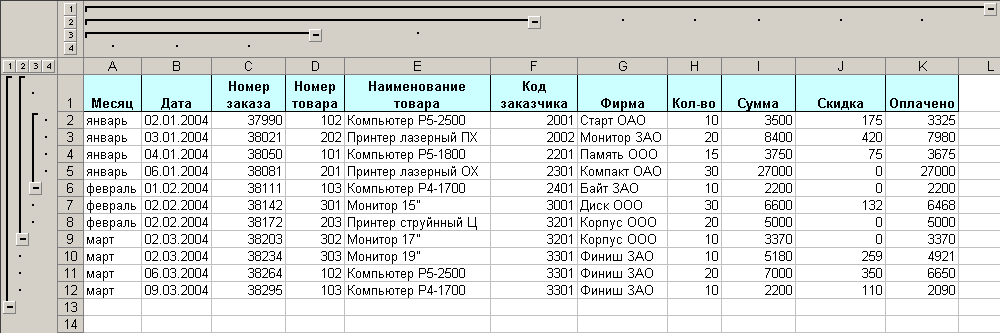 1
2
3
4
1 2 3 4
A B C D E F G H I J K L
1 Месяц Дата Номер заказа Номер товара Наименование товара Код заказчика Фирма Кол-во Сумма Скидка Оплачено
2 январь 02.01.2004 37990 102 Компьютер P5-2500 2001 Старт ОАО 10 3500 175 3325
3 январь 03.01.2004 38021 202 Принтер лазерный ПХ 2002 Монитор ЗАО 20 8400 420 7980
4 январь 04.01.2004 38050 101 Компьютер P5-1800 2201 Память ООО 15 3750 75 3675
5 январь 06.01.2004 38081 201 Принтер лазерный ОХ 2301 Компакт ОАО 30 27000 0 27000
6 февраль 01.02.2004 38111 103 Компьютер P4-1700 2401 Байт ЗАО 10 2200 0 2200
7 февраль 02.02.2004 38142 301 Монитор 15" 3001 Диск ООО 30 6600 132 6468
8 февраль 02.02.2004 38172 203 Принтер струйнный Ц 3201 Корпус ООО 20 5000 0 5000
9 март 02.03.2004 38203 302 Монитор 17" 3201 Корпус ООО 10 3370 0 3370
10 март 02.03.2004 38234 303 Монитор 19" 3301 Финиш ЗАО 10 5180 259 4921
11 март 06.03.2004 38264 102 Компьютер P5-2500 3301 Финиш ЗАО 20 7000 350 6650
12 март 09.03.2004 38295 103 Компьютер P4-1700 3301 Финиш ЗАО 10 2200 110 2090
13
14